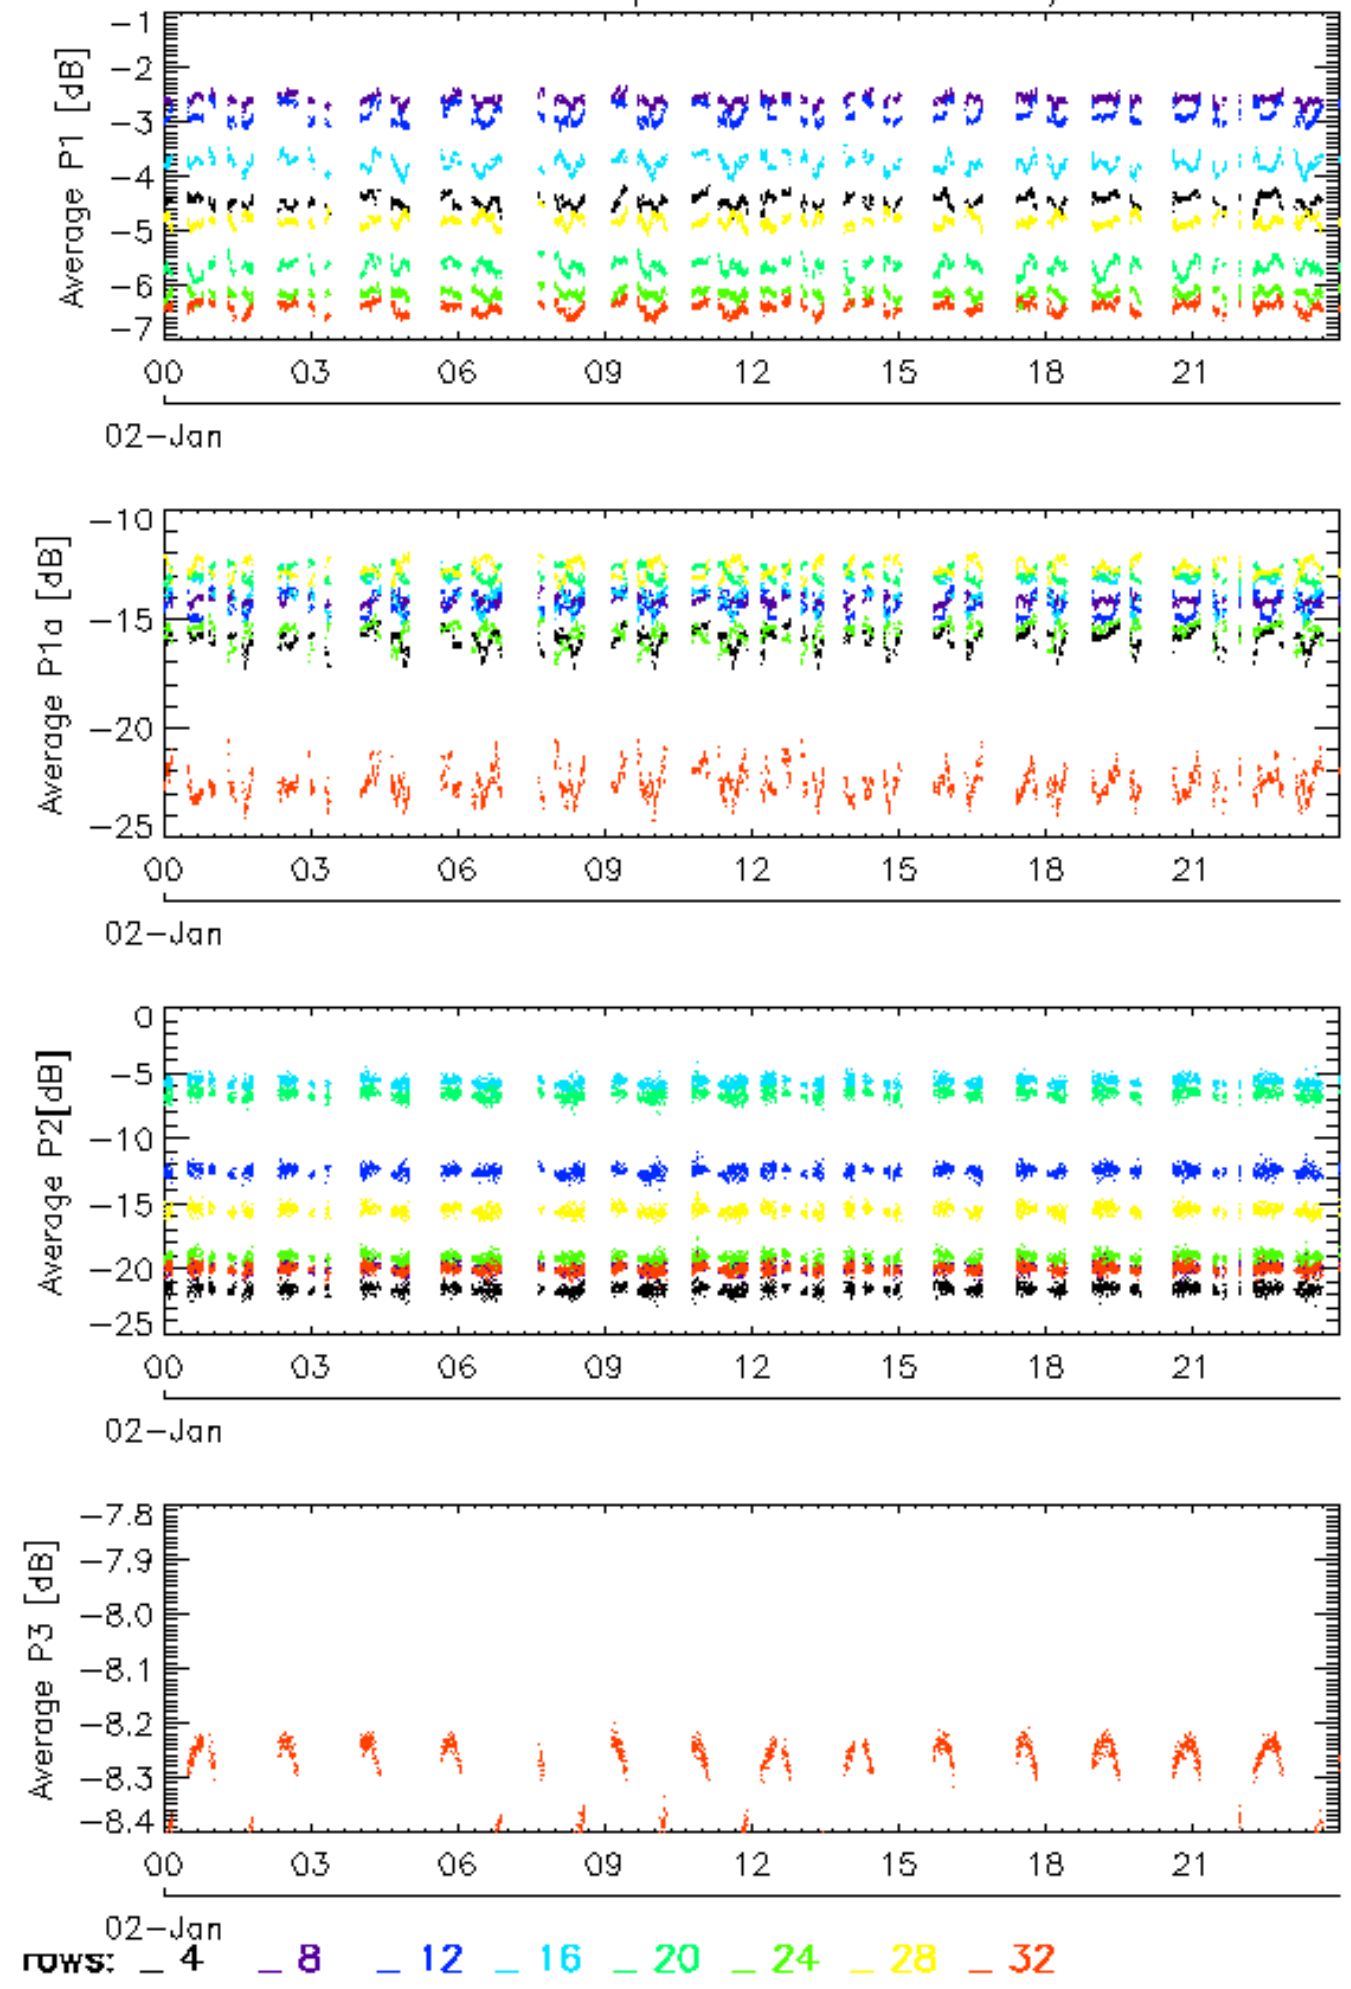 Average P1 [dB]
-1
-2
-3
-4
-5
-6
-7
00 03 06 09 12 15 18 21
02-Jan
Average P1a [dB]
-10
-15
-20
-25
00 03 06 09 12 15 18 21
02-Jan
Average P2[dB]
0
-5
-10
-15
-20
-25
00 03 06 09 12 15 18 21
02-Jan
Average P3 [dB]
-7.8
-7.9
-8.0
-8.1
-8.2
-8.3
-8.4
00 03 06 09 12 15 18 21
02-Jan
rows: _ 4 _ 8 _ 12 _ 16 _ 20 _ 24 _ 28 _ 32